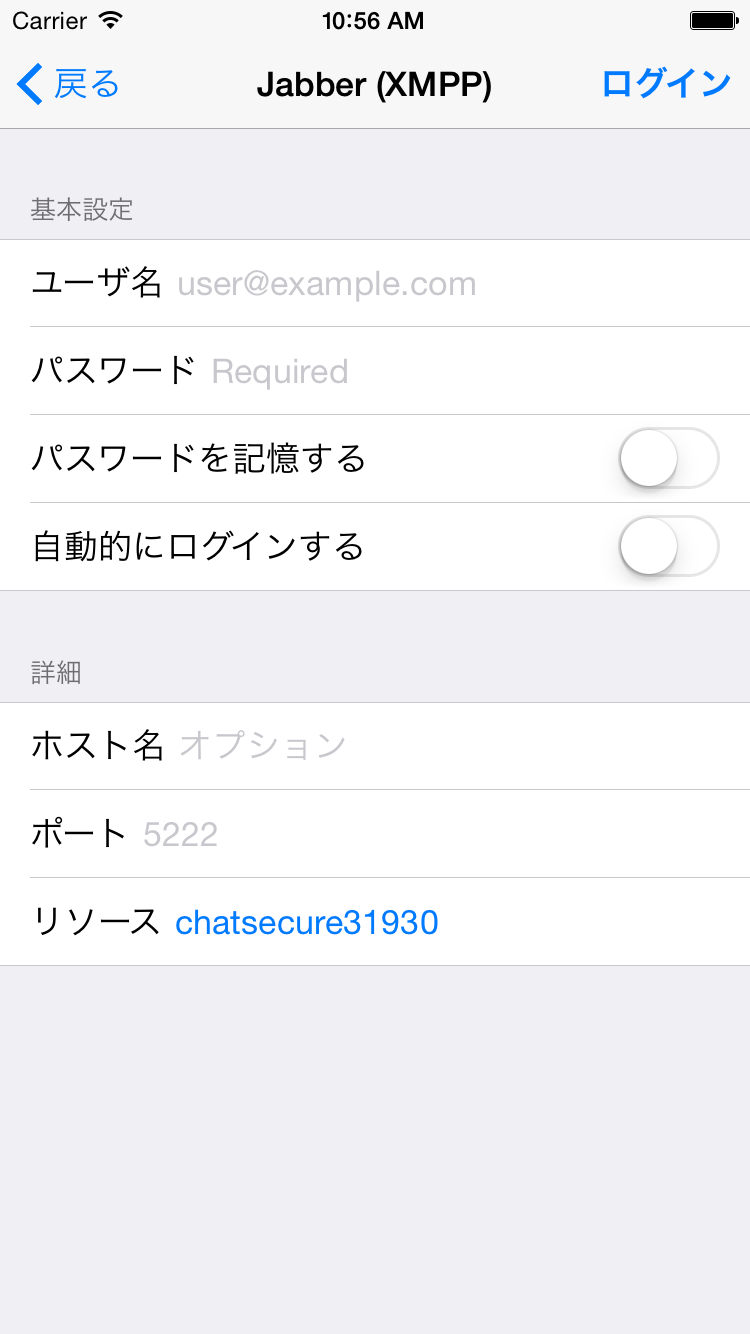 Carrier 10:56 AM
戻る Jabber (XMPP) ログイン
基本設定
ユーザ名 user@example.com
パスワード Required
パスワードを記憶する
自動的にログインする
詳細
ホスト名 オプション
ポート 5222
リソース chatsecure31930